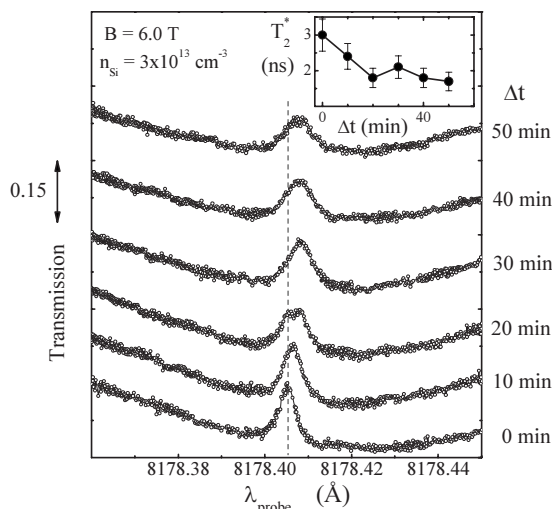 B = 6.0 T
n_Si = 3x10^13 cm^-3
T_2^*
(ns)
3
2
0 40
Δt (min)
Δt
50 min
40 min
30 min
20 min
10 min
0 min
0.15
Transmission
8178.38 8178.40 8178.42 8178.44
λ_probe (Å)